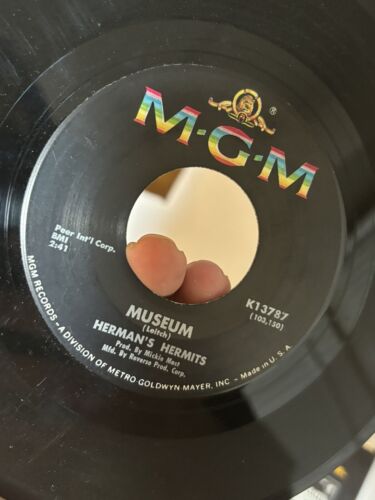 ®
M-G-M
Peer Int'l Corp.
BMI
2:41
K13787
(103,150)
MUSEUM
(Leitch)
HERMAN'S HERMITS
Prod. By Mickie Most
Mfd. By Reverse Prod. Corp.
MGM RECORDS - A DIVISION OF METRO-GOLDWYN MAYER, INC - Made in U.S.A.